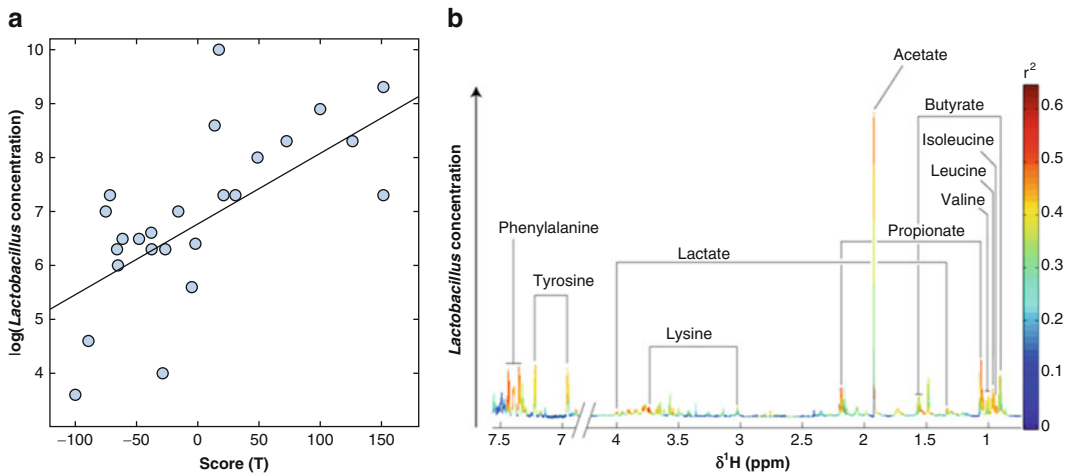 a
log(Lactobacillus concentration)
10
9
8
7
6
5
4
−100 −50 0 50 100 150
Score (T)
b
Lactobacillus concentration
Acetate
r2
Butyrate
Isoleucine
Leucine
Valine
Propionate
Phenylalanine
Lactate
Tyrosine
Lysine
0.6
0.5
0.4
0.3
0.2
0.1
0
7.5 7 4 3.5 3 2.5 2 1.5 1
δ1H (ppm)